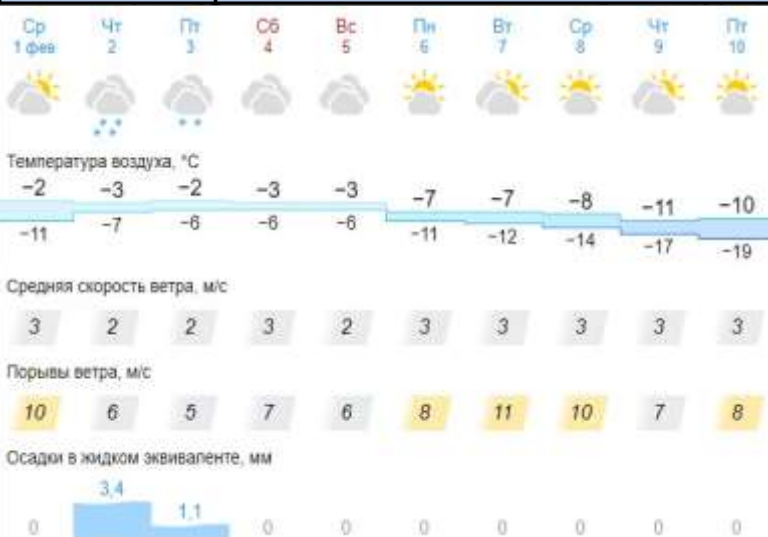 Ср Чт Пт Сб Вс Пн Вт Ср Чт Пт
1 фев 2 3 4 5 6 7 8 9 10
Температура воздуха, °C
−2 −3 −2 −3 −3 −7 −7 −8 −11 −10
−11 −7 −6 −6 −6 −11 −12 −14 −17 −19
Средняя скорость ветра, м/с
3 2 2 3 2 3 3 3 3 3
Порывы ветра, м/с
10 6 5 7 6 8 11 10 7 8
Осадки в жидком эквиваленте, мм
0 3,4 1,1 0 0 0 0 0 0 0